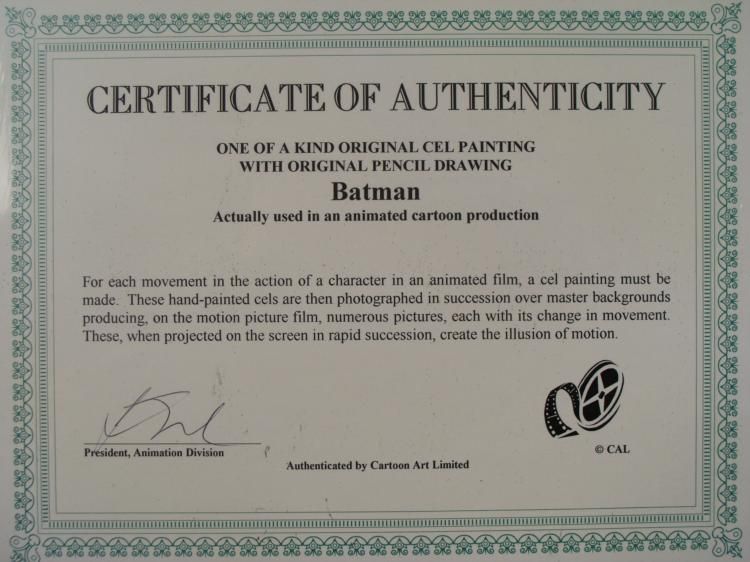 CERTIFICATE OF AUTHENTICITY
ONE OF A KIND ORIGINAL CEL PAINTING
WITH ORIGINAL PENCIL DRAWING
Batman
Actually used in an animated cartoon production
For each movement in the action of a character in an animated film, a cel painting must be
made. These hand-painted cels are then photographed in succession over master backgrounds
producing, on the motion picture film, numerous pictures, each with its change in movement.
These, when projected on the screen in rapid succession, create the illusion of motion.
President, Animation Division
© CAL
Authenticated by Cartoon Art Limited